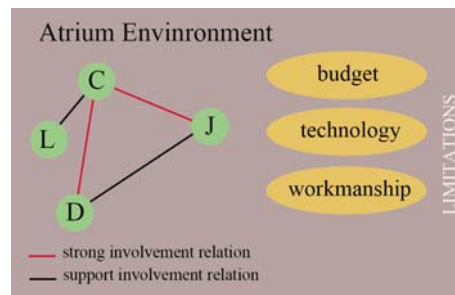 Atrium Envinronment
C
L
J
D
budget
technology
workmanship
LIMITATIONS
strong involvement relation
support involvement relation